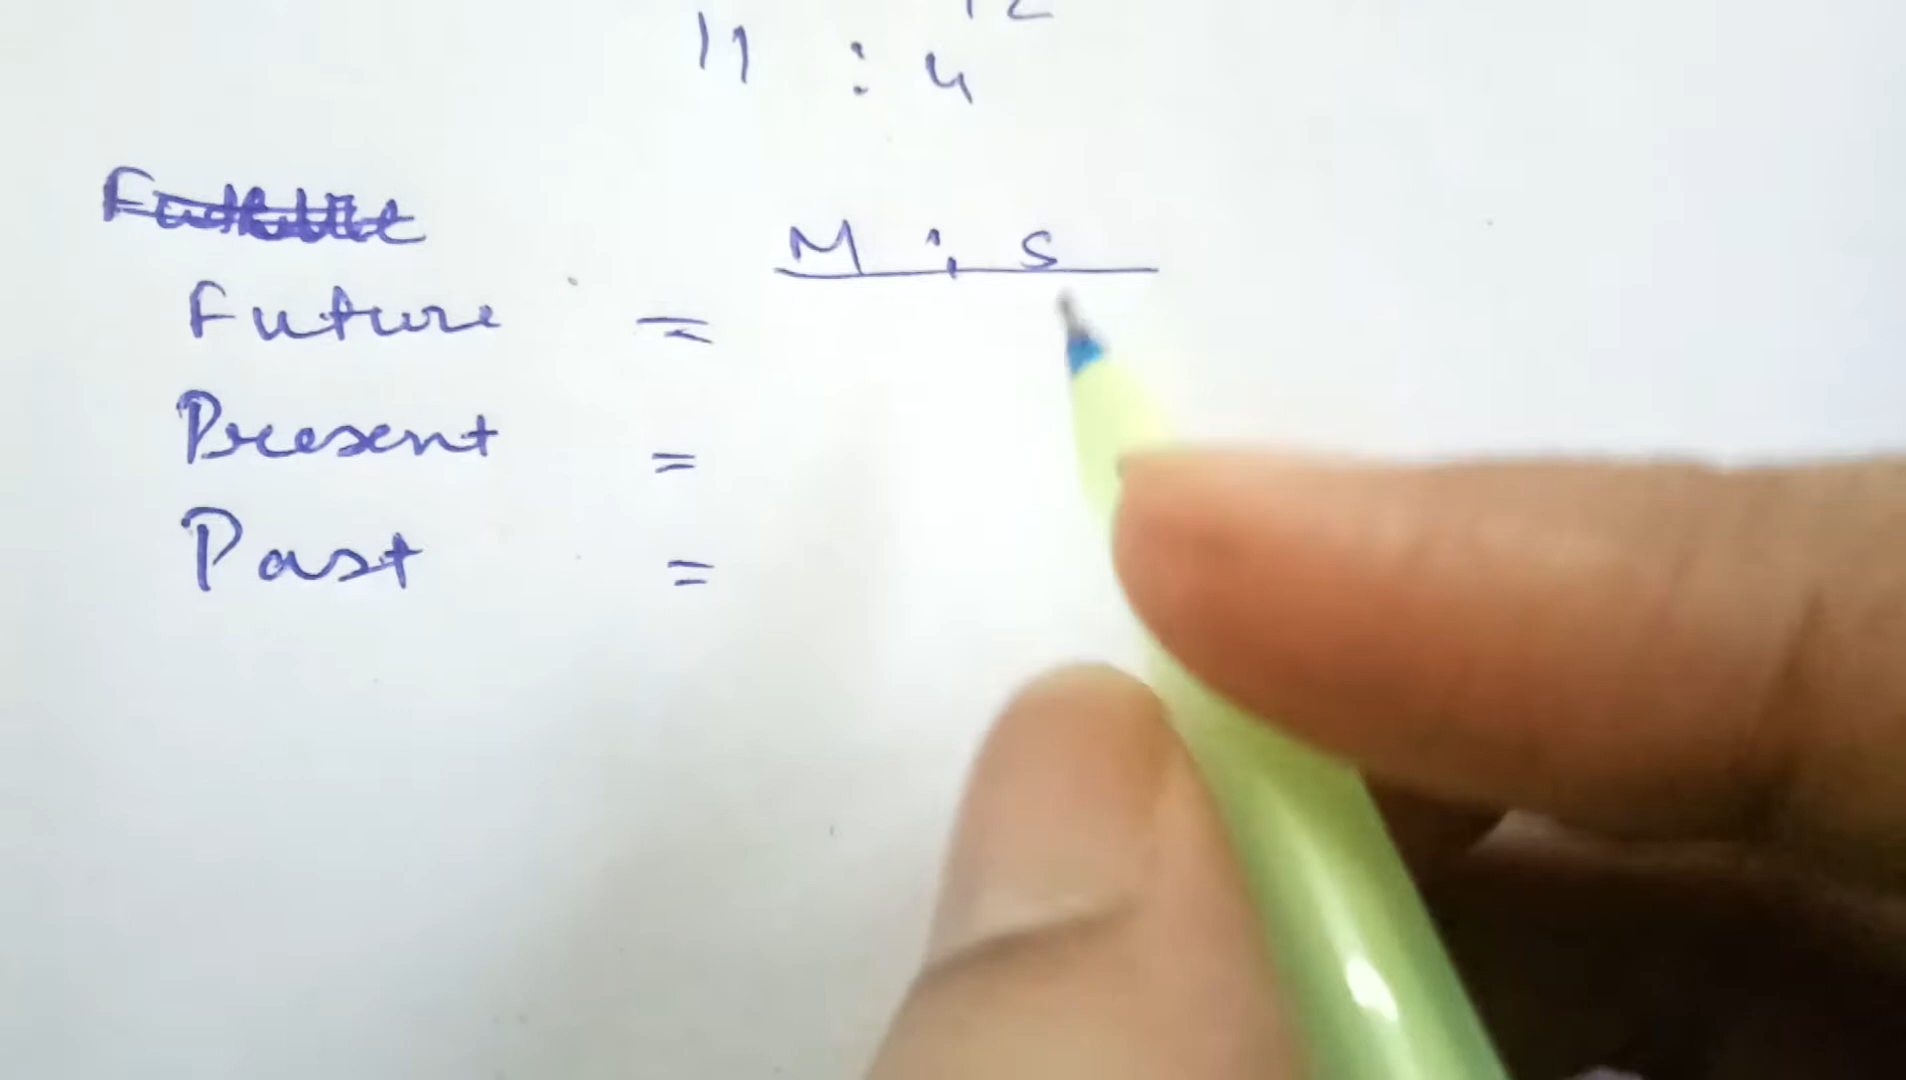 11 : 4
M : S
Future =
Present =
Past =